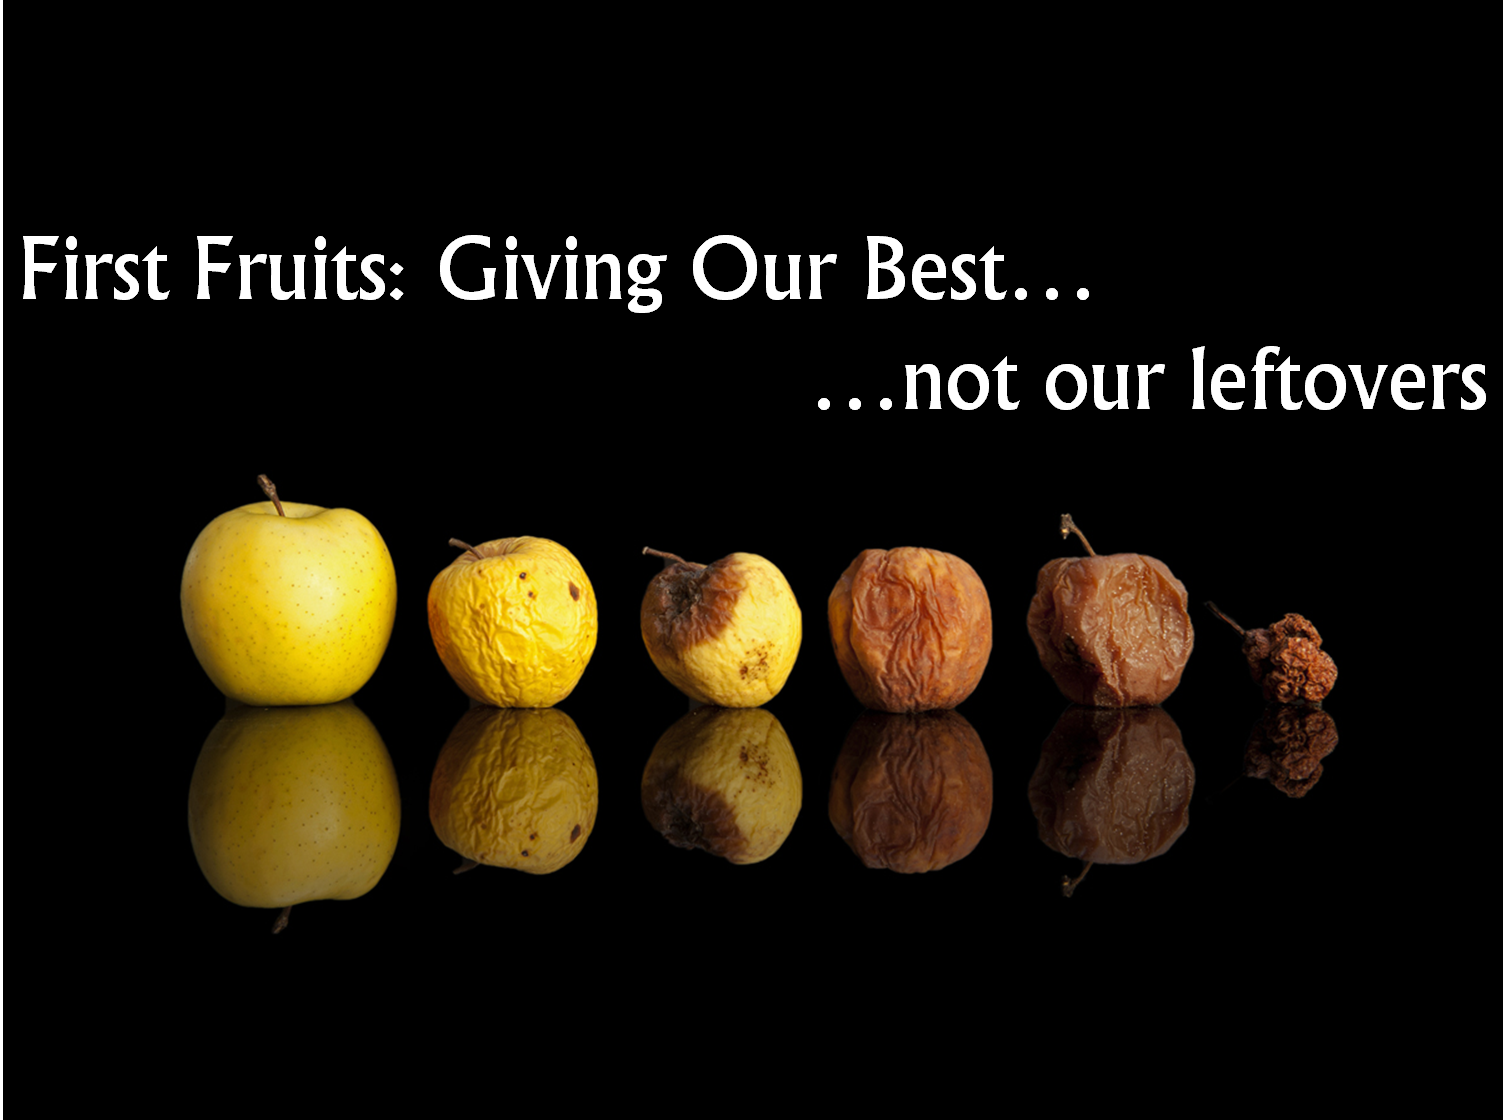 First Fruits: Giving Our Best...
...not our leftovers